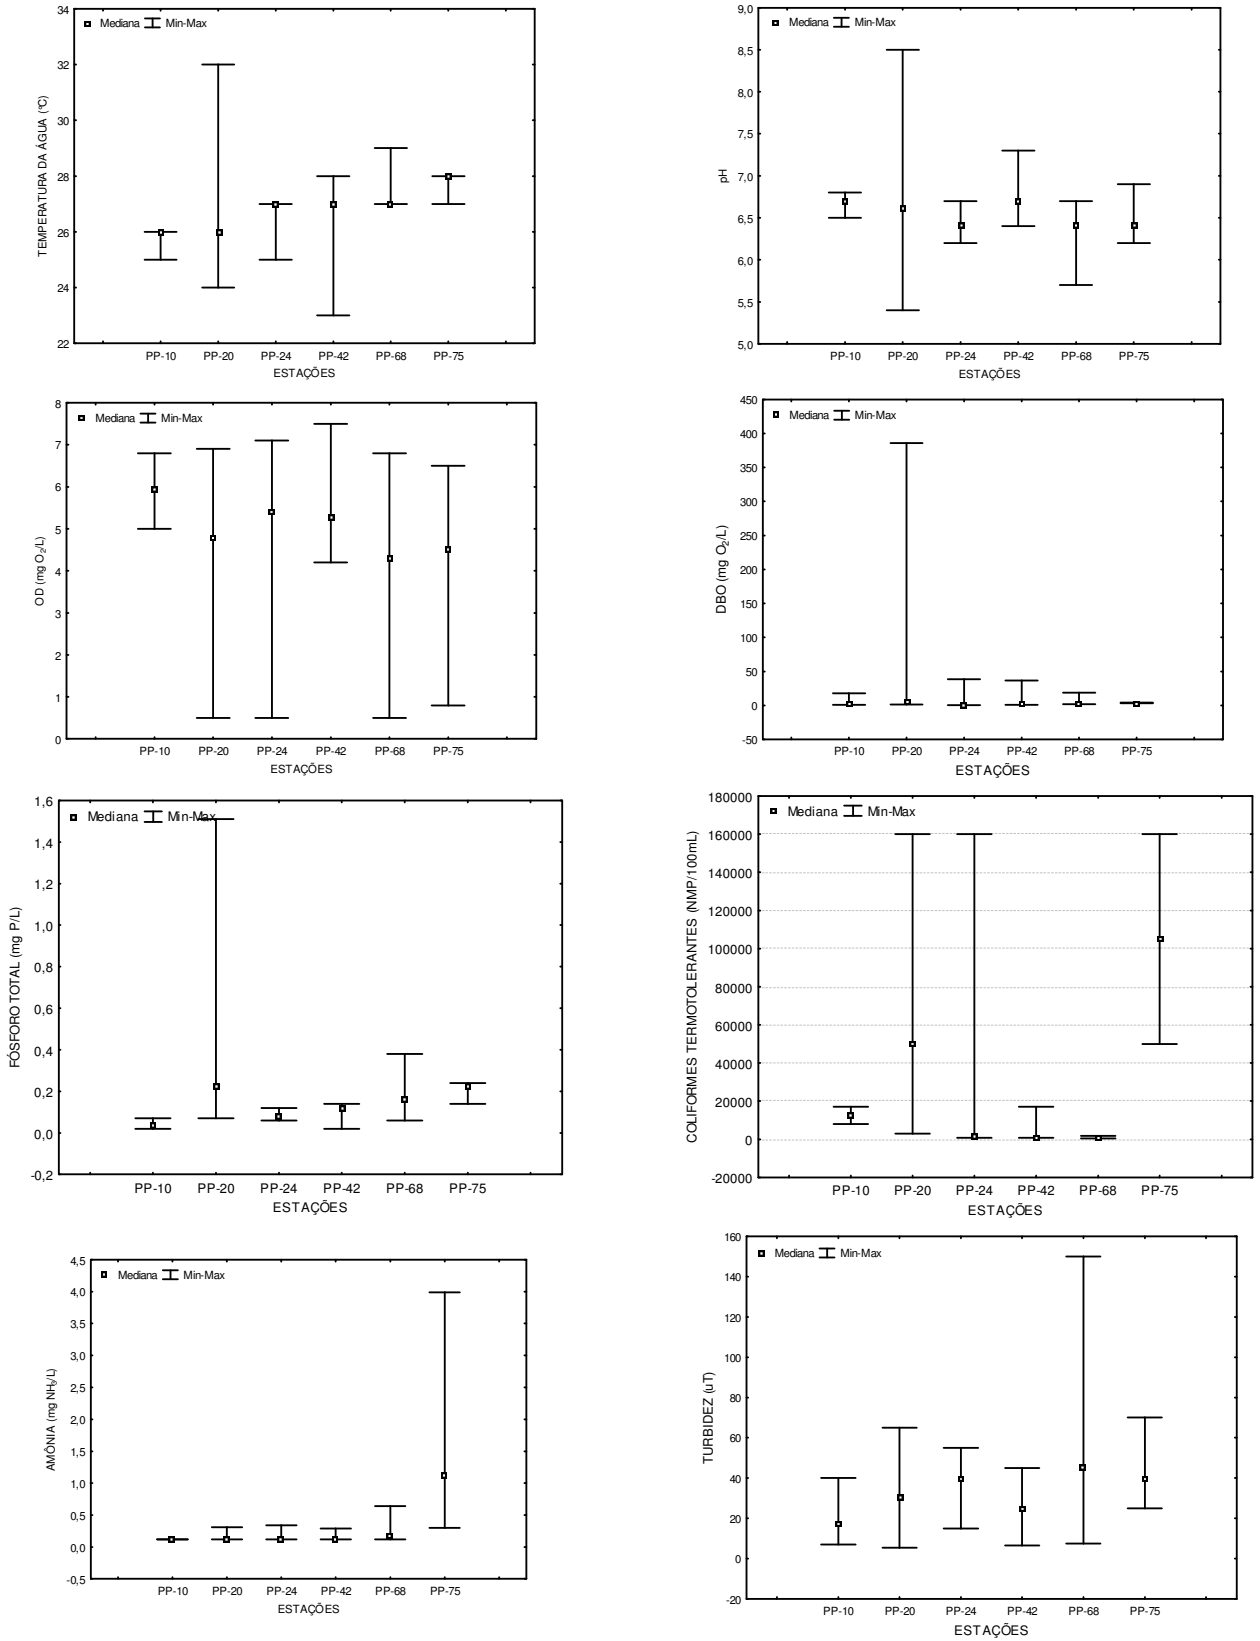 34
32
30
28
26
24
22
TEMPERATURA DA ÁGUA (°C)
Mediana Min-Max
PP-10 PP-20 PP-24 PP-42 PP-68 PP-75
ESTAÇÕES
9,0
8,5
8,0
7,5
7,0
6,5
6,0
5,5
5,0
pH
Mediana Min-Max
PP-10 PP-20 PP-24 PP-42 PP-68 PP-75
ESTAÇÕES
8
7
6
5
4
3
2
1
0
OD (mg O₂/L)
Mediana Min-Max
PP-10 PP-20 PP-24 PP-42 PP-68 PP-75
ESTAÇÕES
450
400
350
300
250
200
150
100
50
0
-50
DBO (mg O₂/L)
Mediana Min-Max
PP-10 PP-20 PP-24 PP-42 PP-68 PP-75
ESTAÇÕES
1,6
1,4
1,2
1,0
0,8
0,6
0,4
0,2
0,0
-0,2
FÓSFORO TOTAL (mg P/L)
Mediana Min-Max
PP-10 PP-20 PP-24 PP-42 PP-68 PP-75
ESTAÇÕES
180000
160000
140000
120000
100000
80000
60000
40000
20000
0
-20000
COLIFORMES TERMOTOLERANTES (NMP/100mL)
Mediana Min-Max
PP-10 PP-20 PP-24 PP-42 PP-68 PP-75
ESTAÇÕES
4,5
4,0
3,5
3,0
2,5
2,0
1,5
1,0
0,5
0,0
-0,5
AMÔNIA (mg NH₃/L)
Mediana Min-Max
PP-10 PP-20 PP-24 PP-42 PP-68 PP-75
ESTAÇÕES
160
140
120
100
80
60
40
20
0
-20
TURBIDEZ (uT)
Mediana Min-Max
PP-10 PP-20 PP-24 PP-42 PP-68 PP-75
ESTAÇÕES